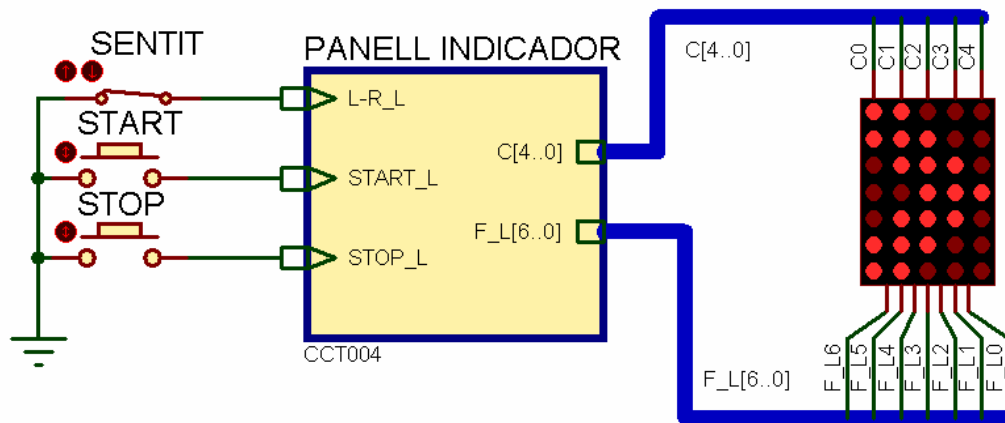 SENTIT
START
STOP
PANELL INDICADOR
L-R_L
START_L
STOP_L
C[4..0]
F_L[6..0]
CCT004
C[4..0]
C0
C1
C2
C3
C4
F_L[6..0]
F_L6
F_L5
F_L4
F_L3
F_L2
F_L1
F_L0